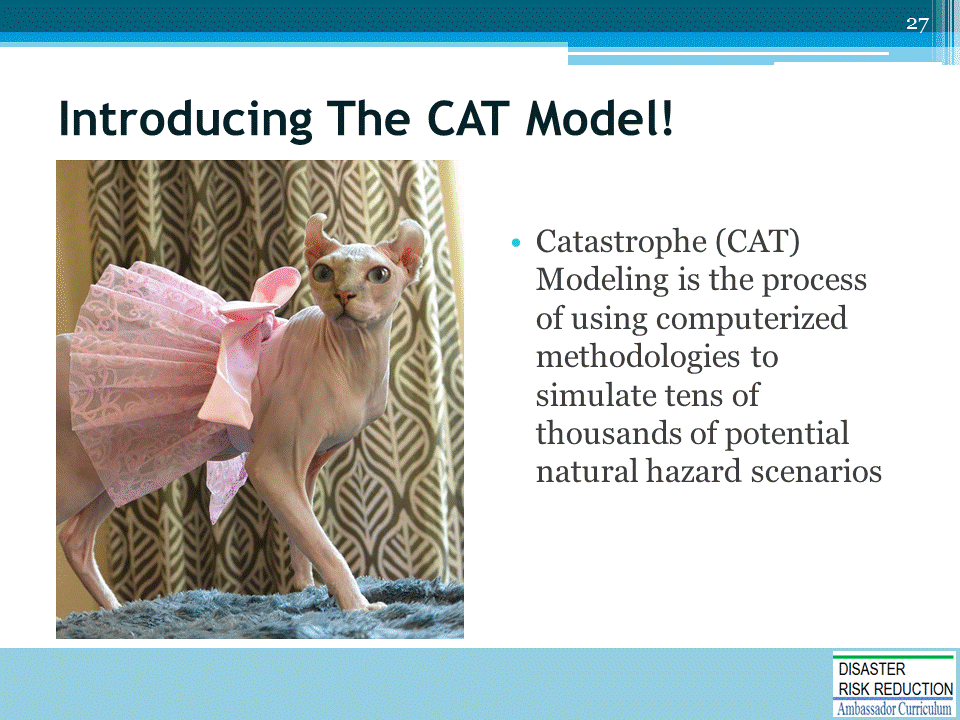 27
Introducing The CAT Model!
• Catastrophe (CAT)
Modeling is the process
of using computerized
methodologies to
simulate tens of
thousands of potential
natural hazard scenarios
DISASTER
RISK REDUCTION
Ambassador Curriculum